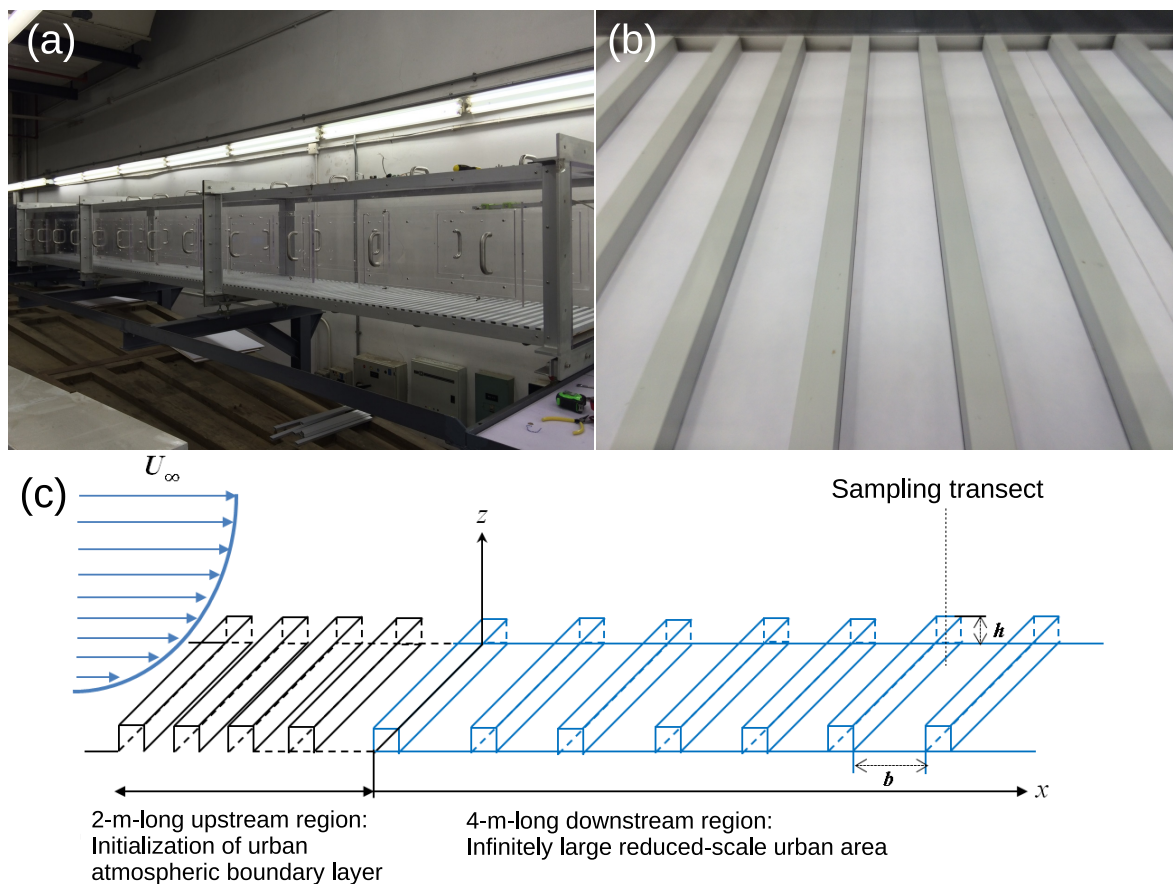 (a)
(b)
(c)
U∞
Sampling transect
z
h
b
x
2-m-long upstream region:
Initialization of urban
atmospheric boundary layer
4-m-long downstream region:
Infinitely large reduced-scale urban area